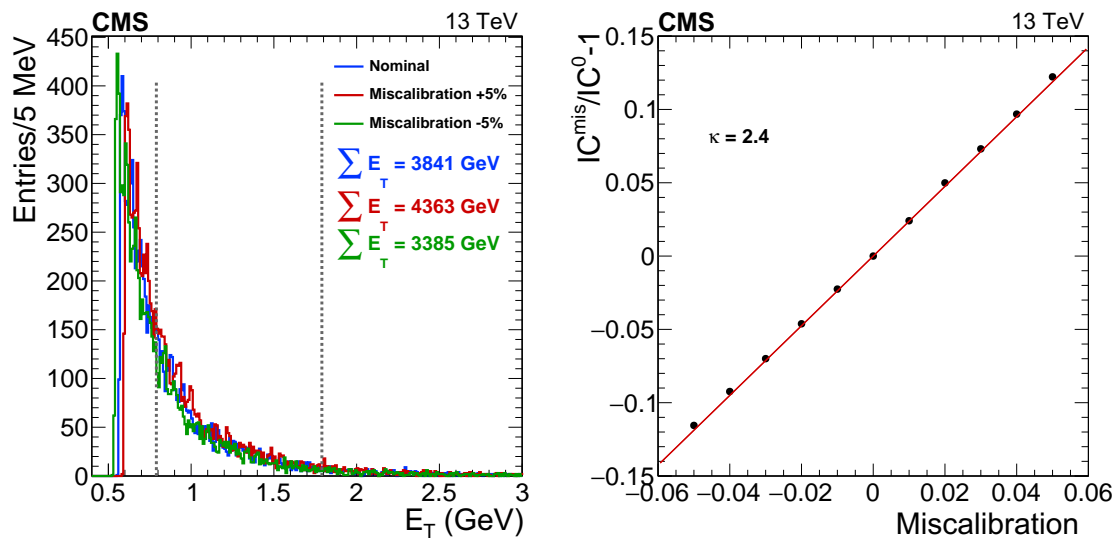 CMS 13 TeV
Entries/5 MeV
450
400
350
300
250
200
150
100
50
0
Nominal
Miscalibration +5%
Miscalibration -5%
∑ E_T = 3841 GeV
∑ E_T = 4363 GeV
∑ E_T = 3385 GeV
0.5 1 1.5 2 2.5 3
E_T (GeV)
CMS 13 TeV
IC^mis/IC^0-1
0.15
0.1
0.05
0
−0.05
−0.1
−0.15
κ = 2.4
−0.06 −0.04 −0.02 0 0.02 0.04 0.06
Miscalibration